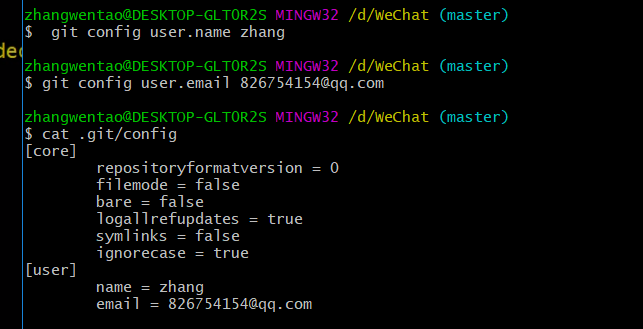 zhangwentao@DESKTOP-GLT0R2S MINGW32 /d/WeChat (master)
$  git config user.name zhang
dec
zhangwentao@DESKTOP-GLT0R2S MINGW32 /d/WeChat (master)
$ git config user.email 826754154@qq.com
zhangwentao@DESKTOP-GLT0R2S MINGW32 /d/WeChat (master)
$ cat .git/config
[core]
        repositoryformatversion = 0
        filemode = false
        bare = false
        logallrefupdates = true
        symlinks = false
        ignorecase = true
[user]
        name = zhang
        email = 826754154@qq.com